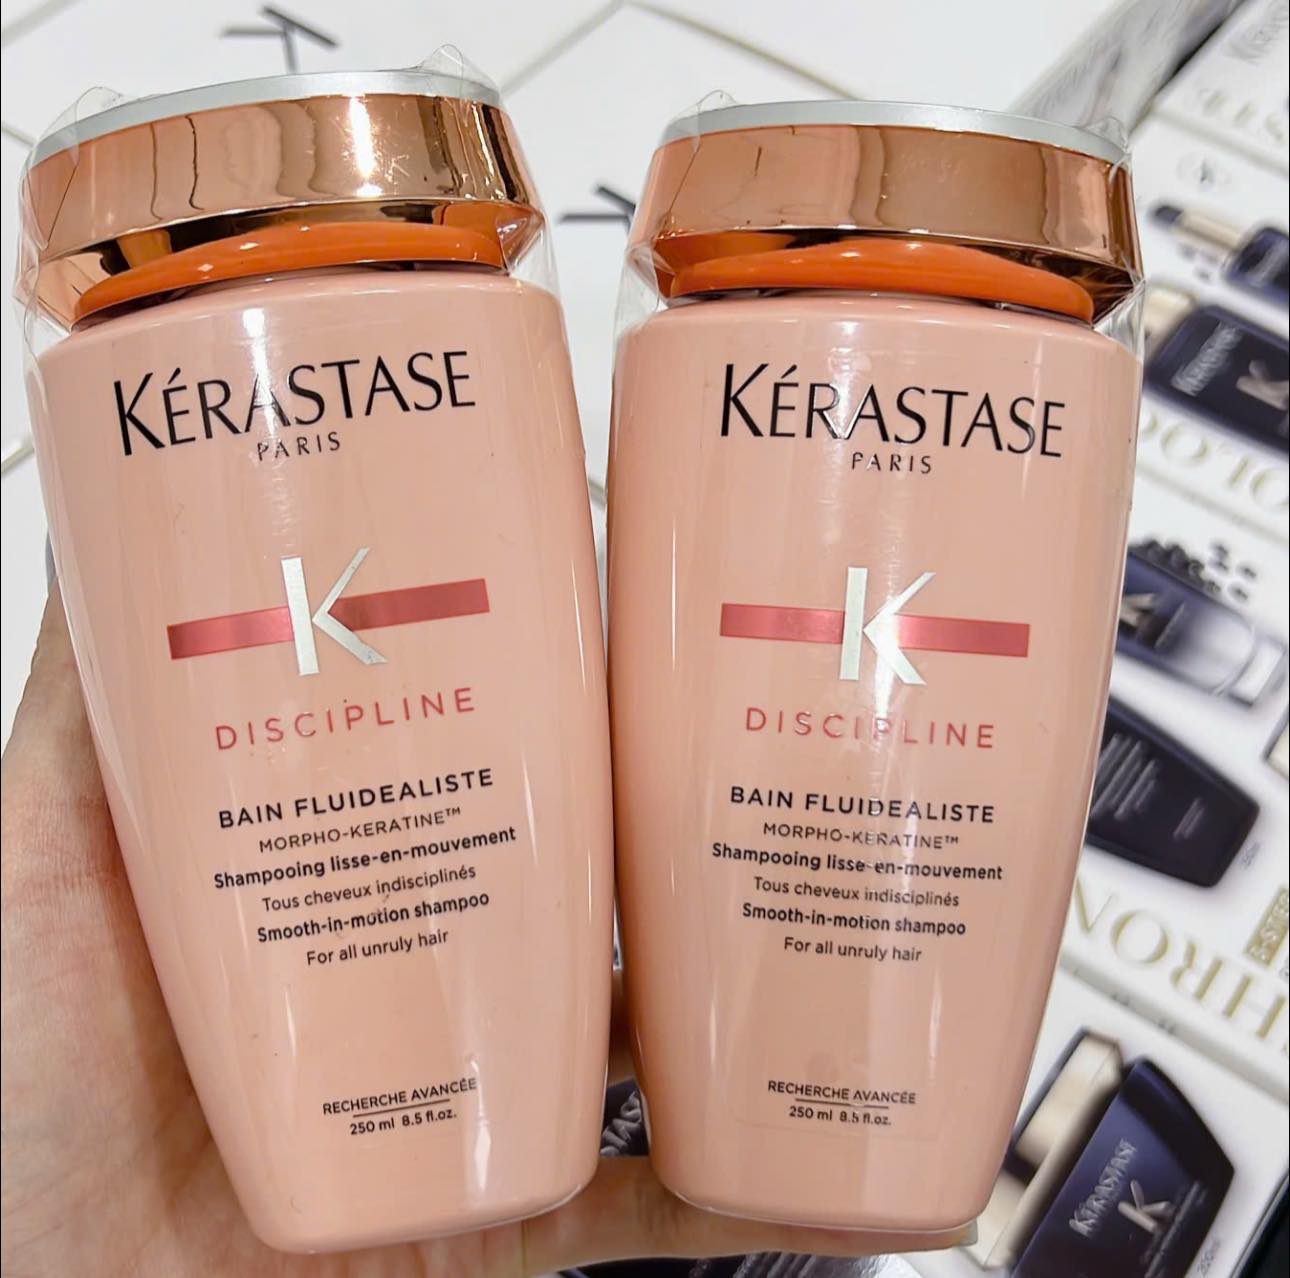 KÉRASTASE
PARIS
K
DISCIPLINE
BAIN FLUIDEALISTE
MORPHO-KERATINE™
Shampooing lisse-en-mouvement
Tous cheveux indisciplinés
Smooth-in-motion shampoo
For all unruly hair
RECHERCHE AVANCÉE
250 ml 8.5 fl.oz.
KÉRASTASE
PARIS
K
DISCIPLINE
BAIN FLUIDEALISTE
MORPHO-KERATINE™
Shampooing lisse-en-mouvement
Tous cheveux indisciplinés
Smooth-in-motion shampoo
For all unruly hair
RECHERCHE AVANCÉE
250 ml 8.5 fl.oz.
K
KÉRASTASE
K